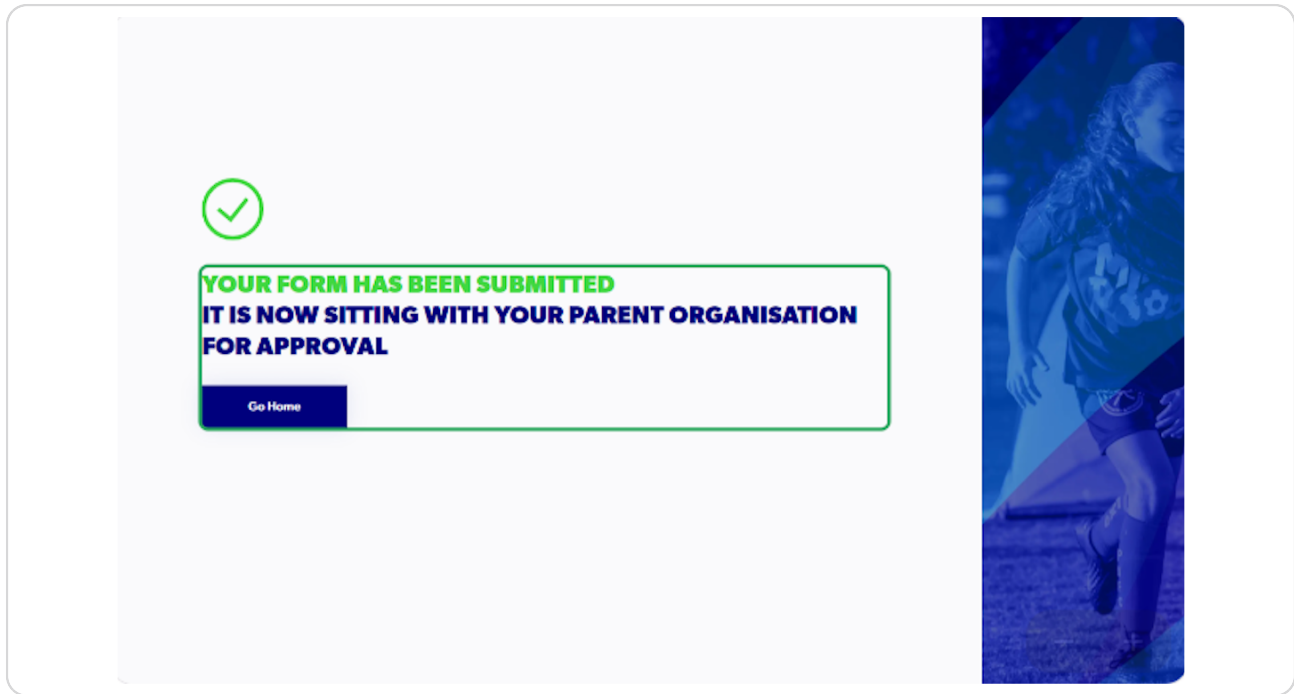 YOUR FORM HAS BEEN SUBMITTED
IT IS NOW SITTING WITH YOUR PARENT ORGANISATION
FOR APPROVAL
Go Home